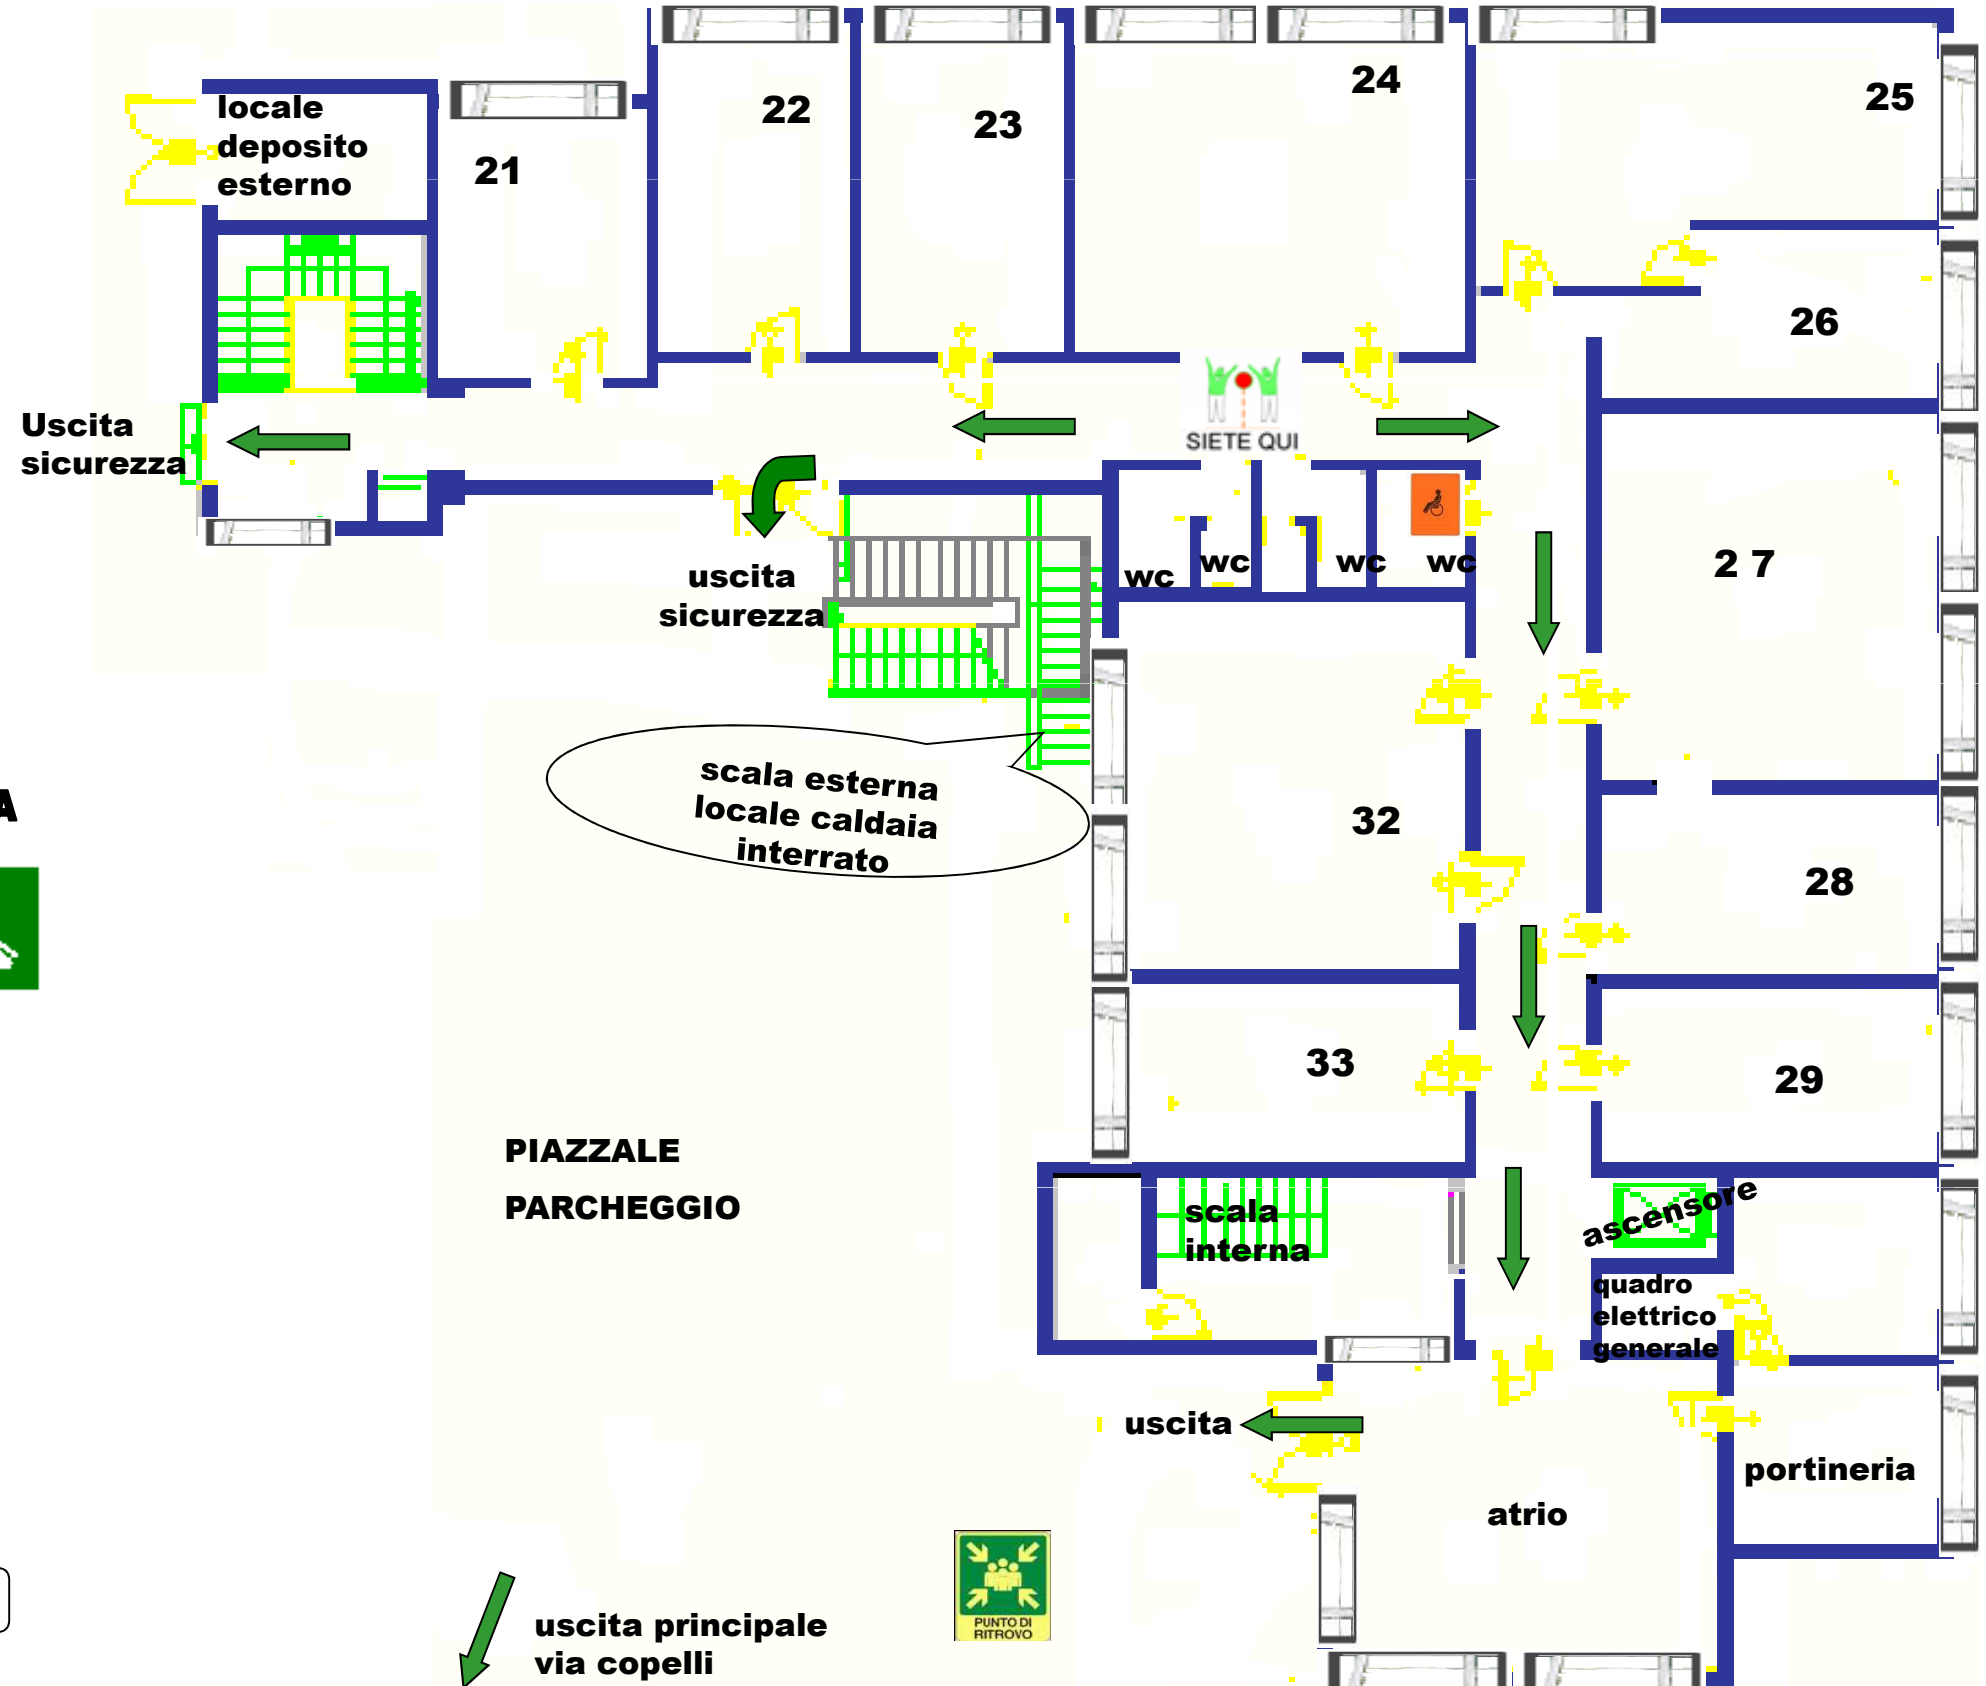 24
25
22
23
locale
deposito
esterno
21
26
Uscita
sicurezza
SIETE QUI
wc
wc
wc
wc
2 7
uscita
sicurezza
scala esterna
locale caldaia
interrato
A
32
28
33
29
PIAZZALE
PARCHEGGIO
scala
interna
ascensore
quadro
elettrico
generale
uscita
portineria
atrio
PUNTO DI
RITROVO
uscita principale
via copelli